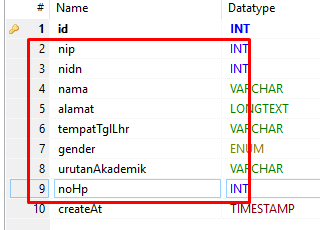 # Name Datatype
1 id INT
2 nip INT
3 nidn INT
4 nama VARCHAR
5 alamat LONGTEXT
6 tempatTglLhr VARCHAR
7 gender ENUM
8 urutanAkademik VARCHAR
9 noHp INT
10 createAt TIMESTAMP